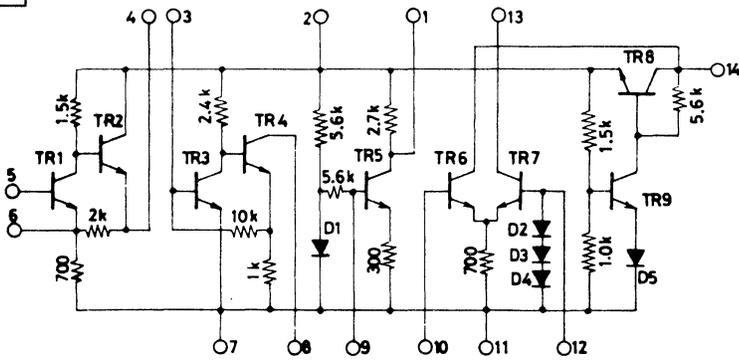 4 3 2 1 13
TR8
14
1.5k TR2 2.4k TR4 5.6k 2.7k 1.5k 5.6k
TR1 TR3 TR5 TR6 TR7
5 5.6k TR9
6 2k 10k D1 D2
D3
700 1k 300 700 D4 1.0k D5
7 8 9 10 11 12